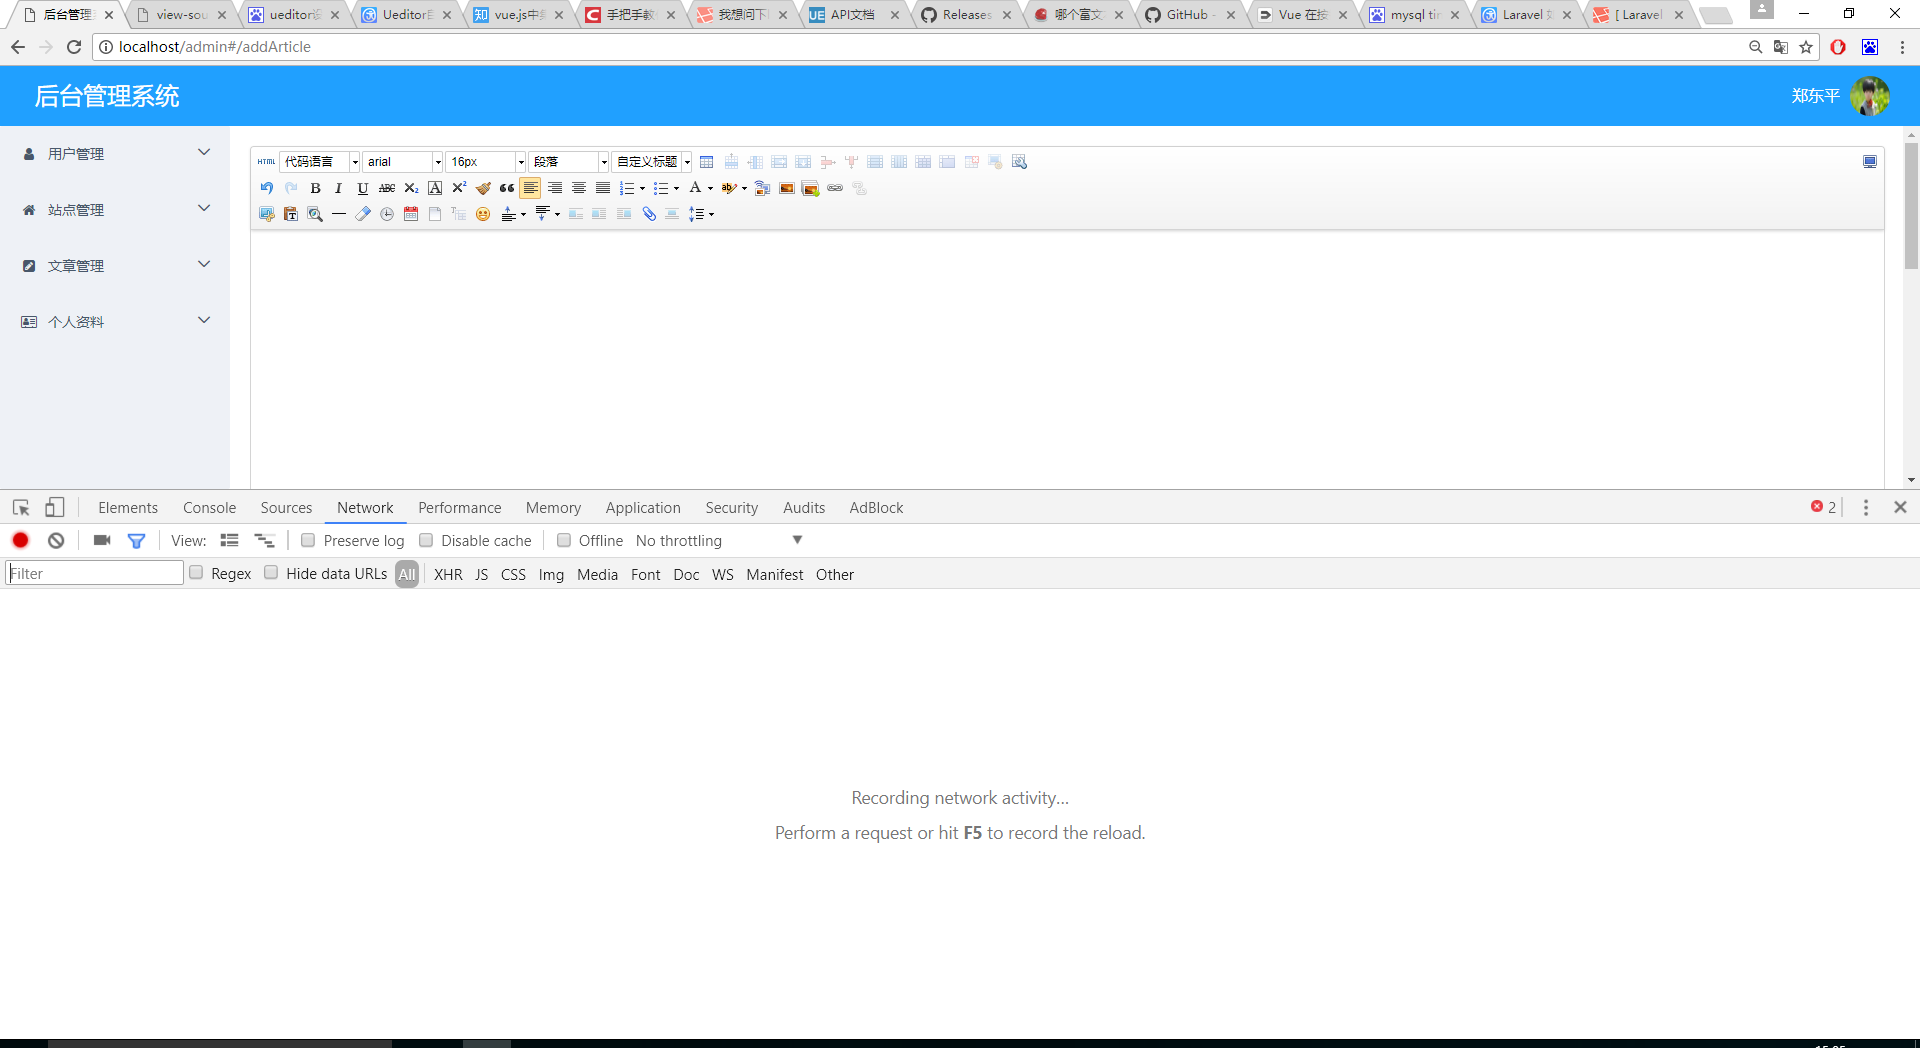 后台管理 view-sou ueditor Ueditor vue.js中 手把手教 我想问下 API文档 Releases 哪个富文 GitHub - Vue 在按 mysql tir Laravel [ Laravel
localhost/admin#/addArticle
后台管理系统 郑东平
用户管理
站点管理
文章管理
个人资料
HTML 代码语言 arial 16px 段落 自定义标题
Elements Console Sources Network Performance Memory Application Security Audits AdBlock 2
View: Preserve log Disable cache Offline No throttling
Filter Regex Hide data URLs All XHR JS CSS Img Media Font Doc WS Manifest Other
Recording network activity...
Perform a request or hit F5 to record the reload.